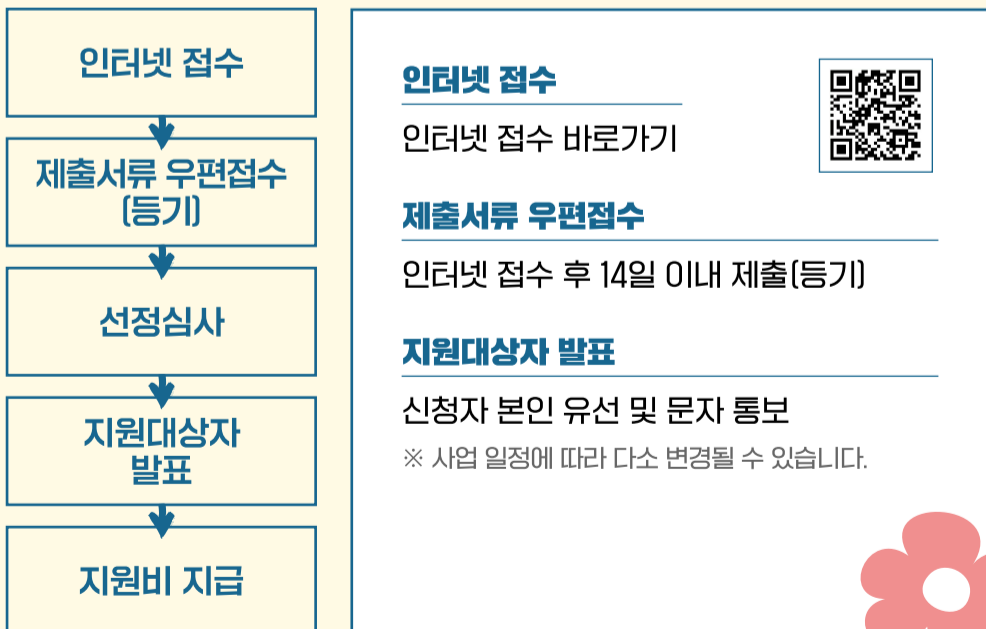 인터넷 접수
제출서류 우편접수
(등기)
선정심사
지원대상자
발표
지원비 지급
인터넷 접수
인터넷 접수 바로가기
제출서류 우편접수
인터넷 접수 후 14일 이내 제출(등기)
지원대상자 발표
신청자 본인 유선 및 문자 통보
※ 사업 일정에 따라 다소 변경될 수 있습니다.